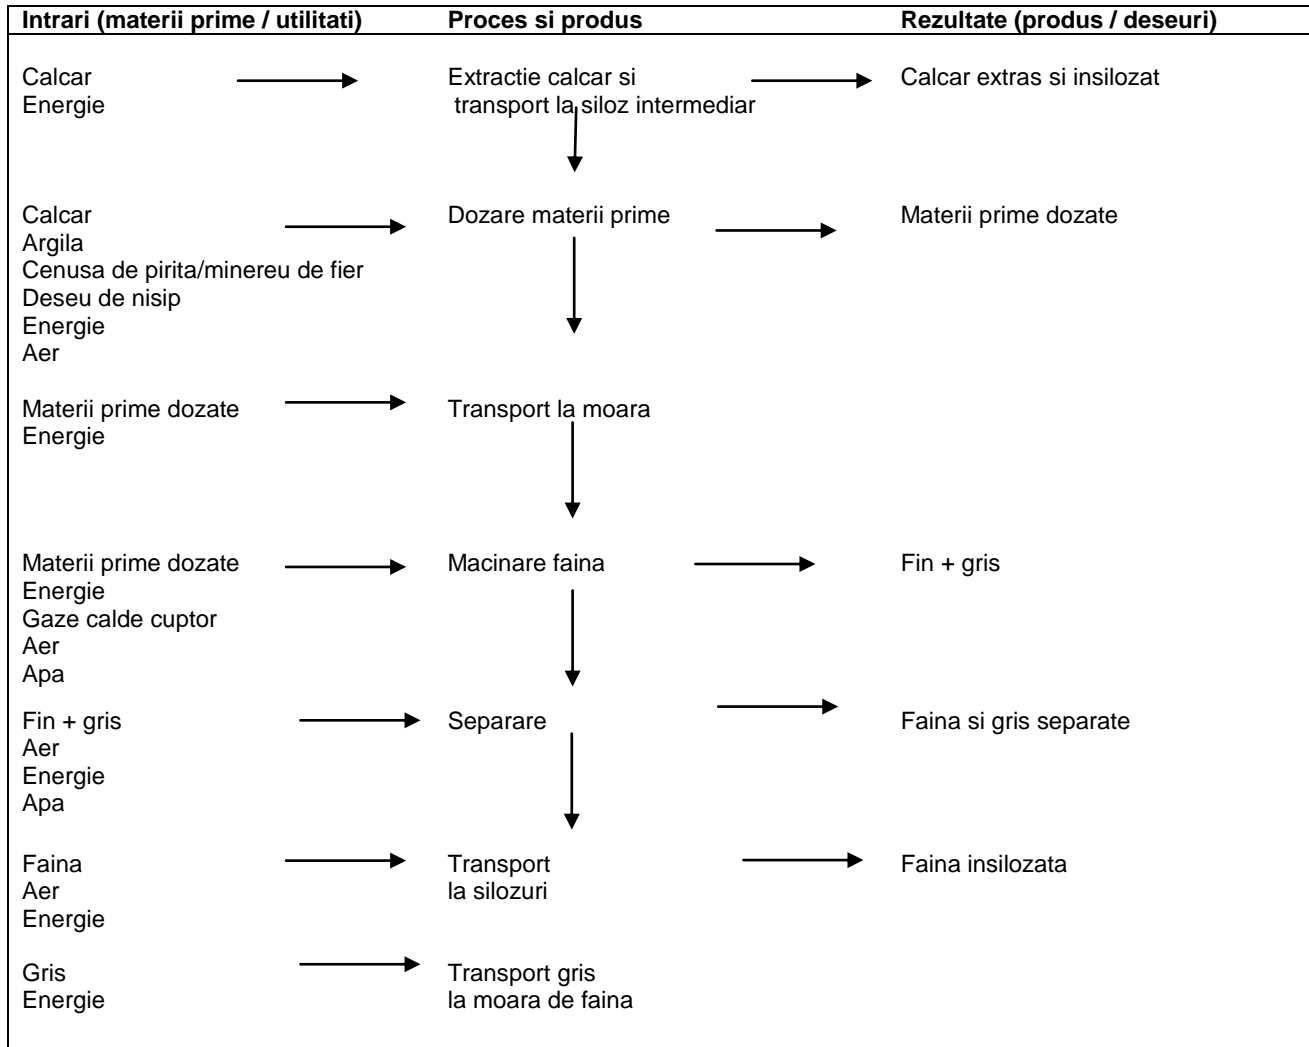 Intrari (materii prime / utilitati) Proces si produs Rezultate (produs / deseuri)
Calcar Extractie calcar si Calcar extras si insilozat
Energie transport la siloz intermediar
Calcar Dozare materii prime Materii prime dozate
Argila
Cenusa de pirita/minereu de fier
Deseu de nisip
Energie
Aer
Materii prime dozate Transport la moara
Energie
Materii prime dozate Macinare faina Fin + gris
Energie
Gaze calde cuptor
Aer
Apa
Fin + gris Separare Faina si gris separate
Aer
Energie
Apa
Faina Transport Faina insilozata
Aer la silozuri
Energie
Gris Transport gris
Energie la moara de faina